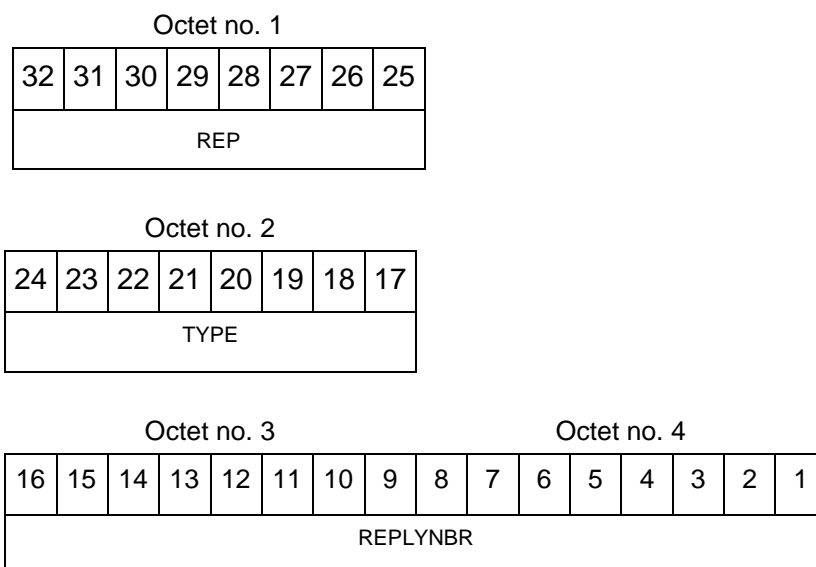 Octet no. 1
32 31 30 29 28 27 26 25
REP
Octet no. 2
24 23 22 21 20 19 18 17
TYPE
Octet no. 3 Octet no. 4
16 15 14 13 12 11 10 9 8 7 6 5 4 3 2 1
REPLYNBR